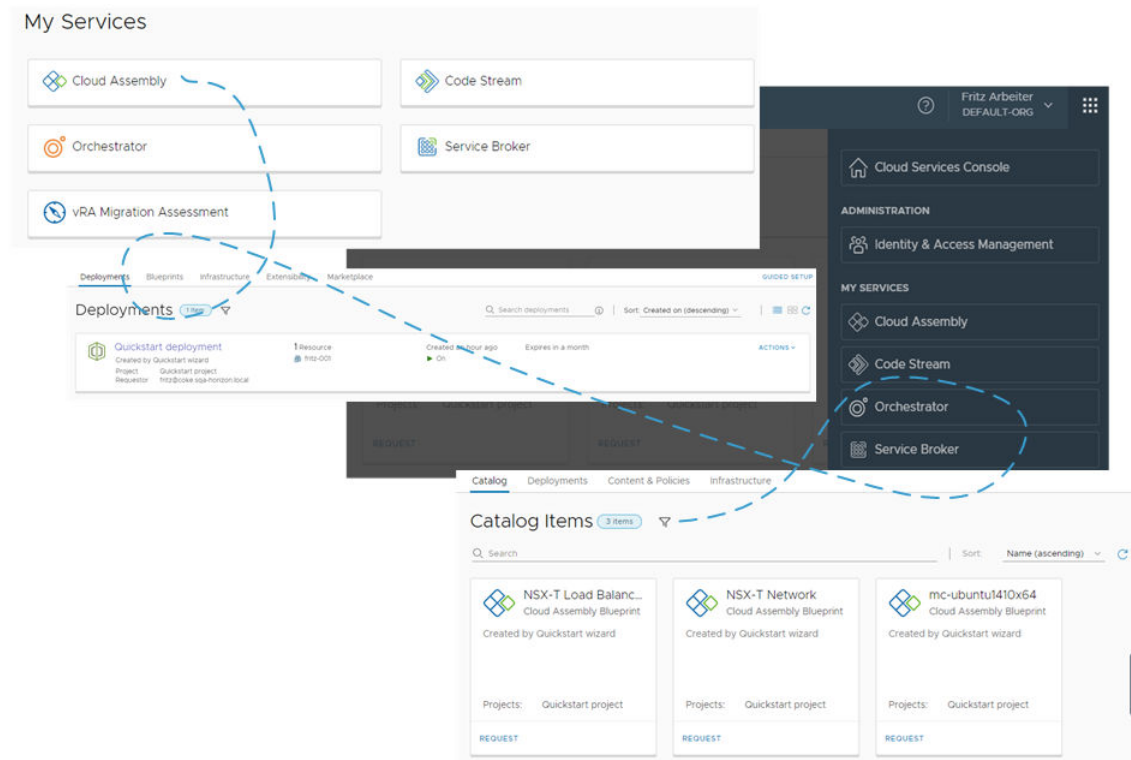 My Services
Cloud Assembly
Code Stream
Orchestrator
Service Broker
vRA Migration Assessment
Fritz Arbeiter
DEFAULT-ORG
Cloud Services Console
ADMINISTRATION
Identity & Access Management
MY SERVICES
Cloud Assembly
Code Stream
Orchestrator
Service Broker
Deployments Blueprints Infrastructure Extensibility Marketplace
GUIDED SETUP
Deployments 1 item
Search deployments
Sort: Created on (descending)
Quickstart deployment
Created by Quickstart wizard
Project Quickstart project
Requestor fritz@coke.sqa-horizon.local
1 Resource
fritz-001
Created an hour ago
On
Expires in a month
ACTIONS
Projects: Quickstart project
Projects: Quickstart project
REQUEST
REQUEST
Catalog Deployments Content & Policies Infrastructure
Catalog Items 3 items
Search
Sort: Name (ascending)
NSX-T Load Balanc...
Cloud Assembly Blueprint
Created by Quickstart wizard
Projects: Quickstart project
REQUEST
NSX-T Network
Cloud Assembly Blueprint
Created by Quickstart wizard
Projects: Quickstart project
REQUEST
mc-ubuntu1410x64
Cloud Assembly Blueprint
Created by Quickstart wizard
Projects: Quickstart project
REQUEST